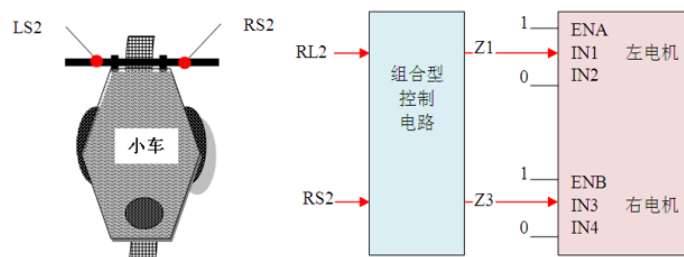 LS2
RS2
小车
RL2
RS2
组合型
控制
电路
Z1
Z3
1
0
1
0
ENA
IN1
IN2
左电机
ENB
IN3
IN4
右电机